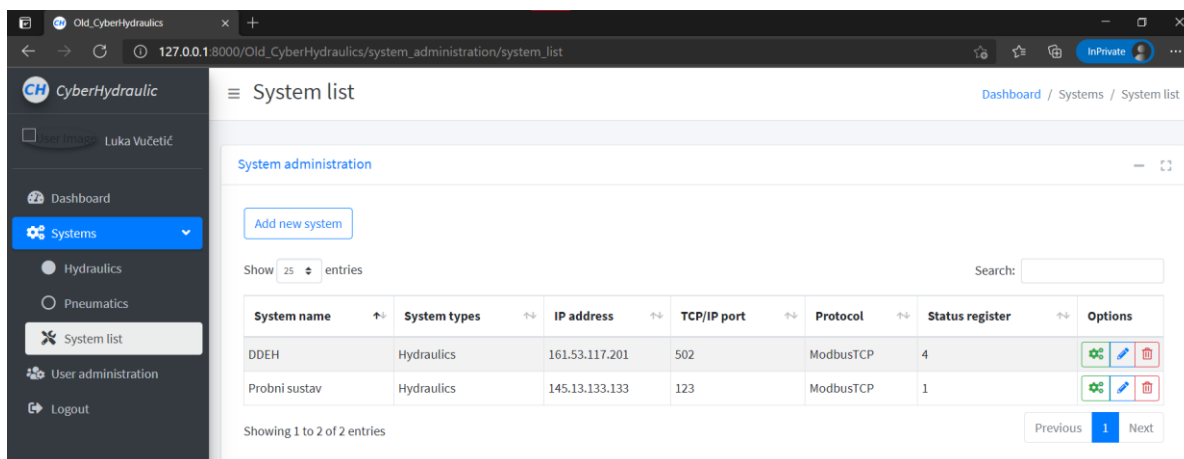 Old_CyberHydraulics
127.0.0.1:8000/Old_CyberHydraulics/system_administration/system_list
InPrivate
CH CyberHydraulic
System list
Dashboard / Systems / System list
User image Luka Vučetić
System administration
Dashboard
Add new system
Systems
Hydraulics
Show 25 entries
Search:
Pneumatics
System name System types IP address TCP/IP port Protocol Status register Options
System list
DDEH Hydraulics 161.53.117.201 502 ModbusTCP 4
User administration
Probni sustav Hydraulics 145.13.133.133 123 ModbusTCP 1
Logout
Showing 1 to 2 of 2 entries
Previous 1 Next